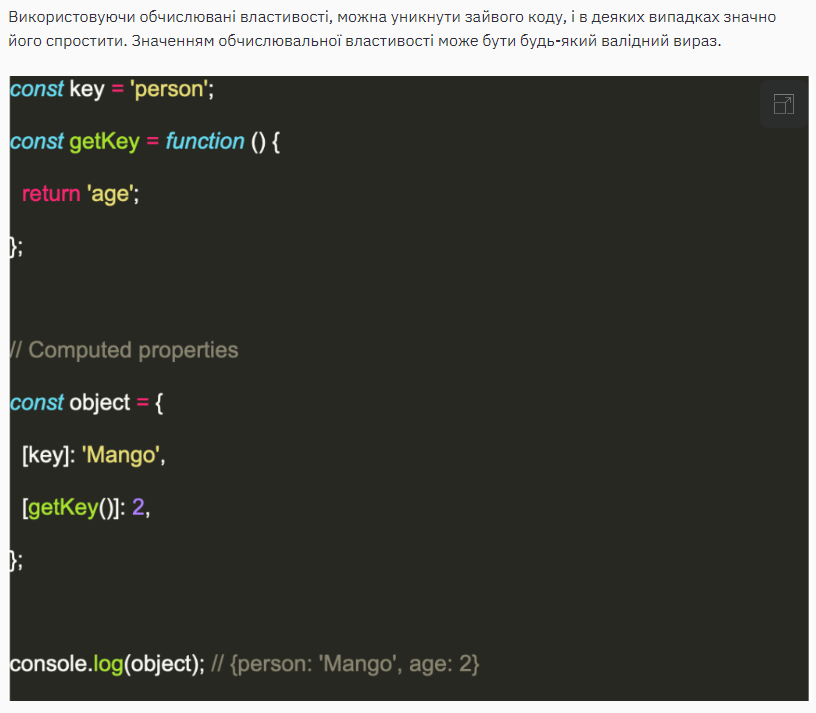 Використовуючи обчислювані властивості, можна уникнути зайвого коду, і в деяких випадках значно
його спростити. Значенням обчислювальної властивості може бути будь-який валідний вираз.
const key = 'person';
const getKey = function () {
return 'age';
};
// Computed properties
const object = {
[key]: 'Mango',
[getKey()]: 2,
};
console.log(object); // {person: 'Mango', age: 2}